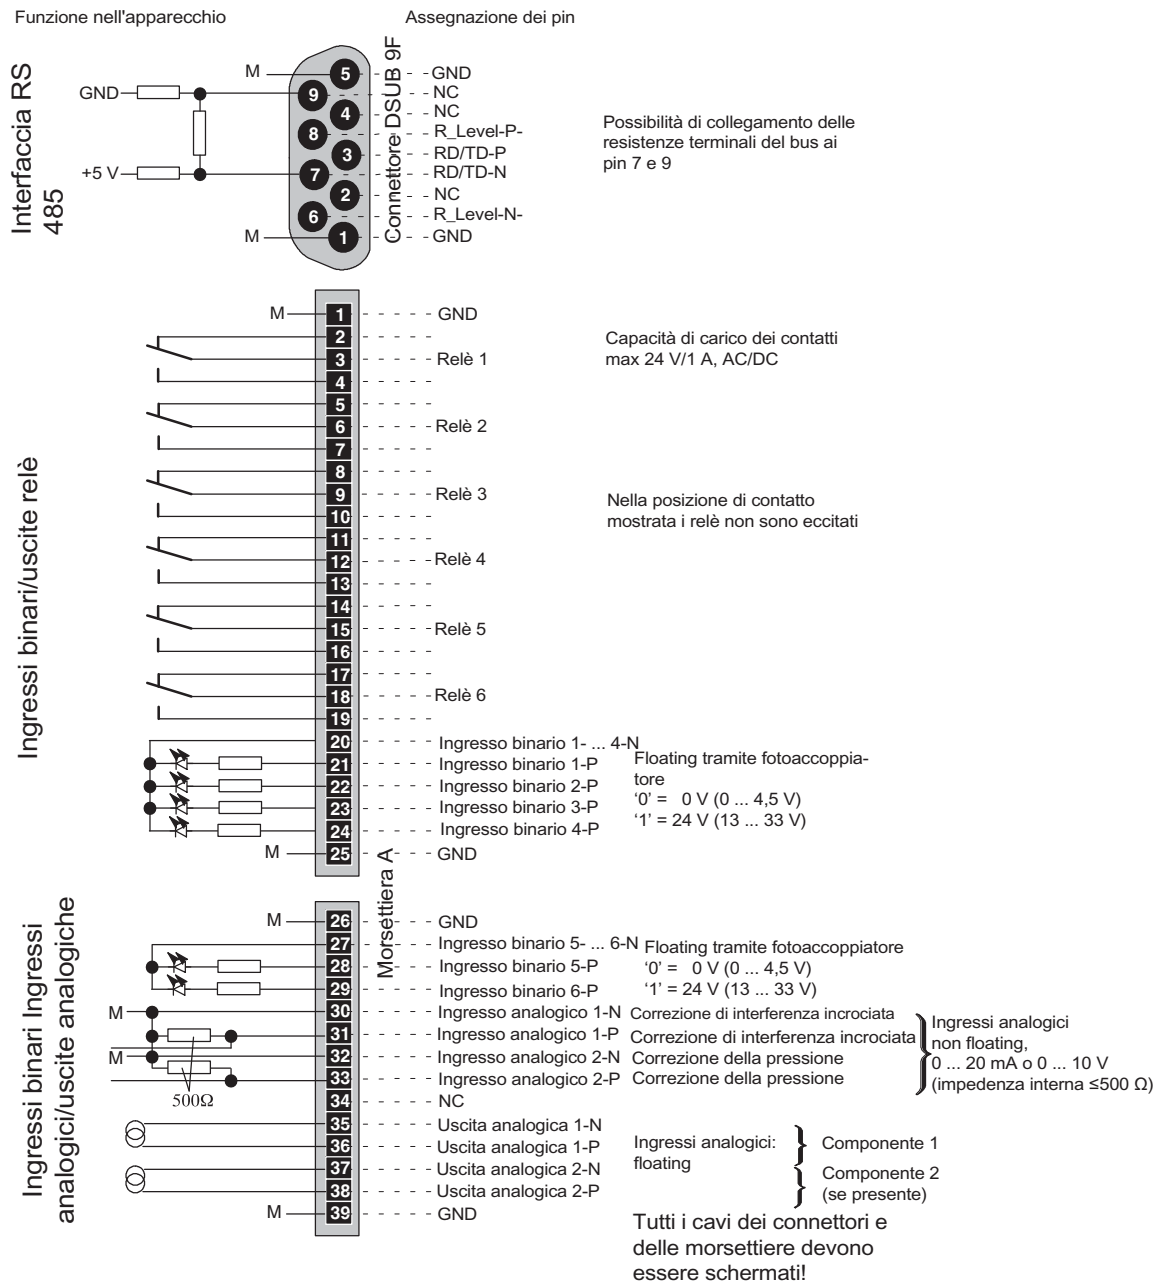 Funzione nell'apparecchio
Assegnazione dei pin
Interfaccia RS
485
Connettore DSUB 9F
M 5 GND
GND 9 NC
4 NC
8 R_Level-P-
3 RD/TD-P
+5 V 7 RD/TD-N
2 NC
6 R_Level-N-
M 1 GND
Possibilità di collegamento delle
resistenze terminali del bus ai
pin 7 e 9
Ingressi binari/uscite relè
M 1 GND
2
3 Relè 1
4
5
6 Relè 2
7
8
9 Relè 3
10
11
12 Relè 4
13
14
15 Relè 5
16
17
18 Relè 6
19
20 Ingresso binario 1- ... 4-N
21 Ingresso binario 1-P
22 Ingresso binario 2-P
23 Ingresso binario 3-P
24 Ingresso binario 4-P
M 25 GND
Capacità di carico dei contatti
max 24 V/1 A, AC/DC
Nella posizione di contatto
mostrata i relè non sono eccitati
Floating tramite fotoaccoppia-
tore
‘0’ = 0 V (0 ... 4,5 V)
‘1’ = 24 V (13 ... 33 V)
Morsettiera A
Ingressi binari Ingressi
analogici/uscite analogiche
M 26 GND
27 Ingresso binario 5- ... 6-N
28 Ingresso binario 5-P
29 Ingresso binario 6-P
Floating tramite fotoaccoppiatore
‘0’ = 0 V (0 ... 4,5 V)
‘1’ = 24 V (13 ... 33 V)
M 30 Ingresso analogico 1-N Correzione di interferenza incrociata
31 Ingresso analogico 1-P Correzione di interferenza incrociata
M 32 Ingresso analogico 2-N Correzione della pressione
33 Ingresso analogico 2-P Correzione della pressione
Ingressi analogici
non floating,
0 ... 20 mA o 0 ... 10 V
(impedenza interna ≤500 Ω)
500Ω
34 NC
35 Uscita analogica 1-N
36 Uscita analogica 1-P
37 Uscita analogica 2-N
38 Uscita analogica 2-P
M 39 GND
Ingressi analogici:
floating
Componente 1
Componente 2
(se presente)
Tutti i cavi dei connettori e
delle morsettiere devono
essere schermati!